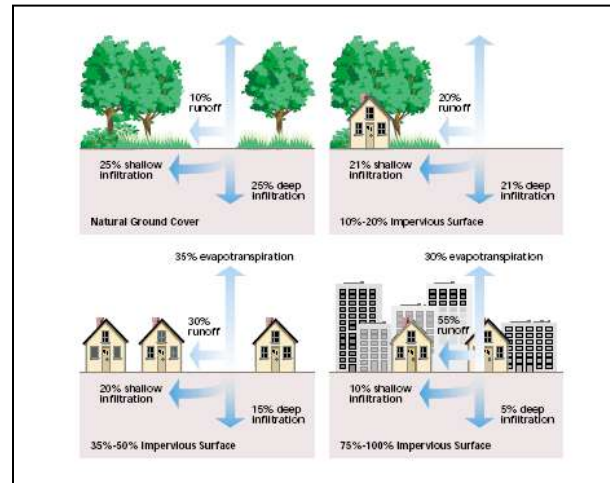 10%
runoff
25% shallow
infiltration
25% deep
infiltration
Natural Ground Cover
20%
runoff
21% shallow
infiltration
21% deep
infiltration
10%-20% Impervious Surface
35% evapotranspiration
30%
runoff
20% shallow
infiltration
15% deep
infiltration
35%-50% Impervious Surface
30% evapotranspiration
55%
runoff
10% shallow
infiltration
5% deep
infiltration
75%-100% Impervious Surface